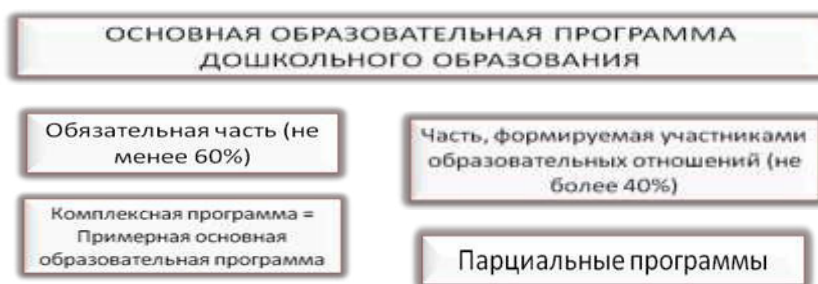 ОСНОВНАЯ ОБРАЗОВАТЕЛЬНАЯ ПРОГРАММА
ДОШКОЛЬНОГО ОБРАЗОВАНИЯ
Обязательная часть (не
менее 60%)
Часть, формируемая участниками
образовательных отношений (не
более 40%)
Комплексная программа =
Примерная основная
образовательная программа
Парциальные программы